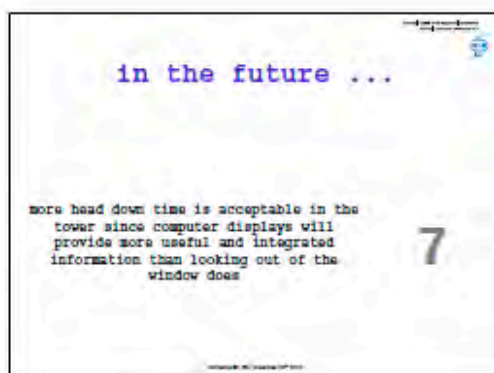 in the future ...
more head down time is acceptable in the
tower since computer displays will
provide more useful and integrated
information than looking out of the
window does
7